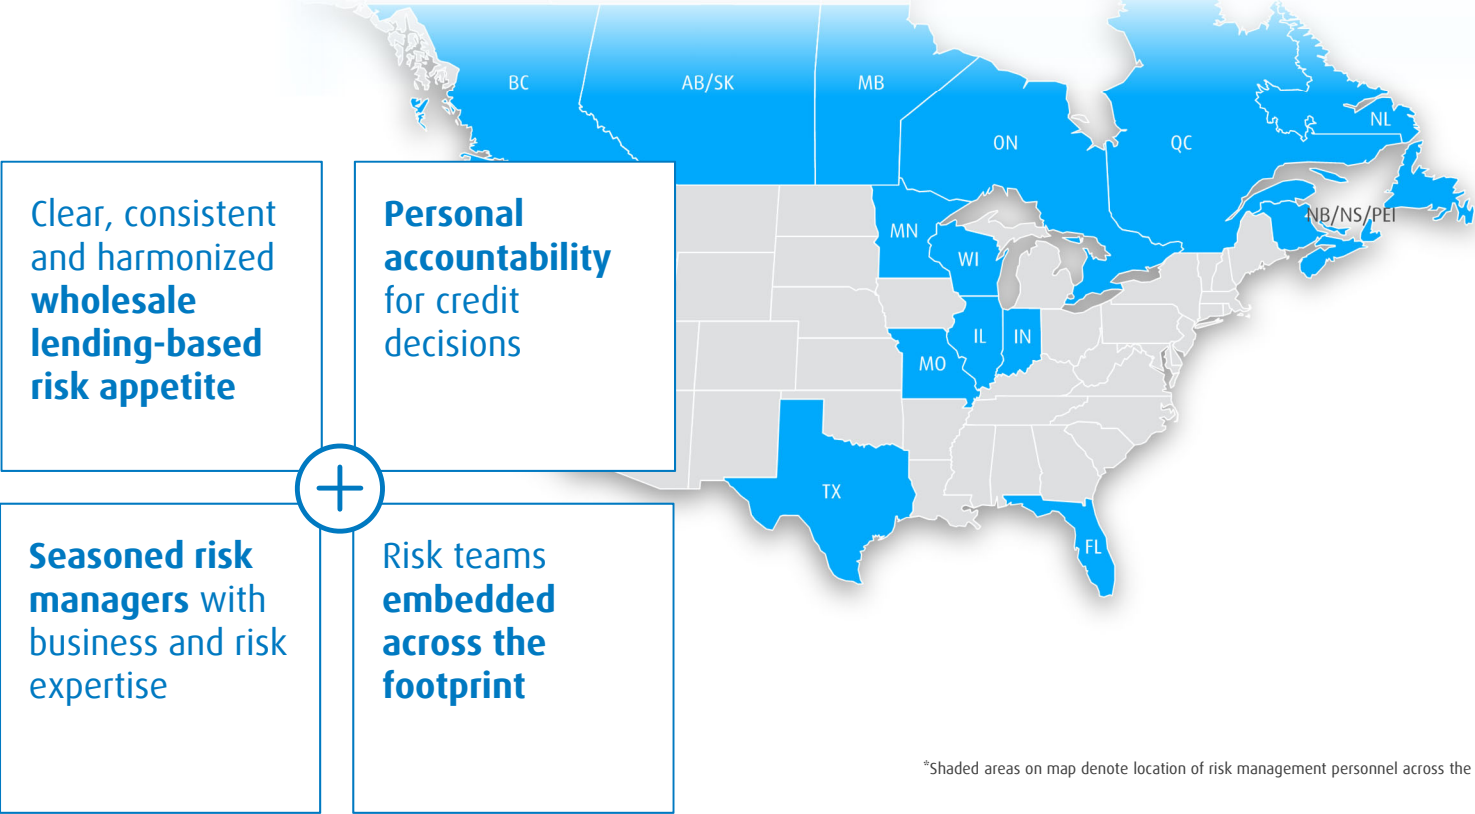 Clear, consistent
and harmonized
wholesale
lending-based
risk appetite
Personal
accountability
for credit
decisions
Seasoned risk
managers with
business and risk
expertise
Risk teams
embedded
across the
footprint
BC
AB/SK
MB
ON
QC
NL
NB/NS/PEI
MN
WI
IL
IN
MO
TX
FL
*Shaded areas on map denote location of risk management personnel across the